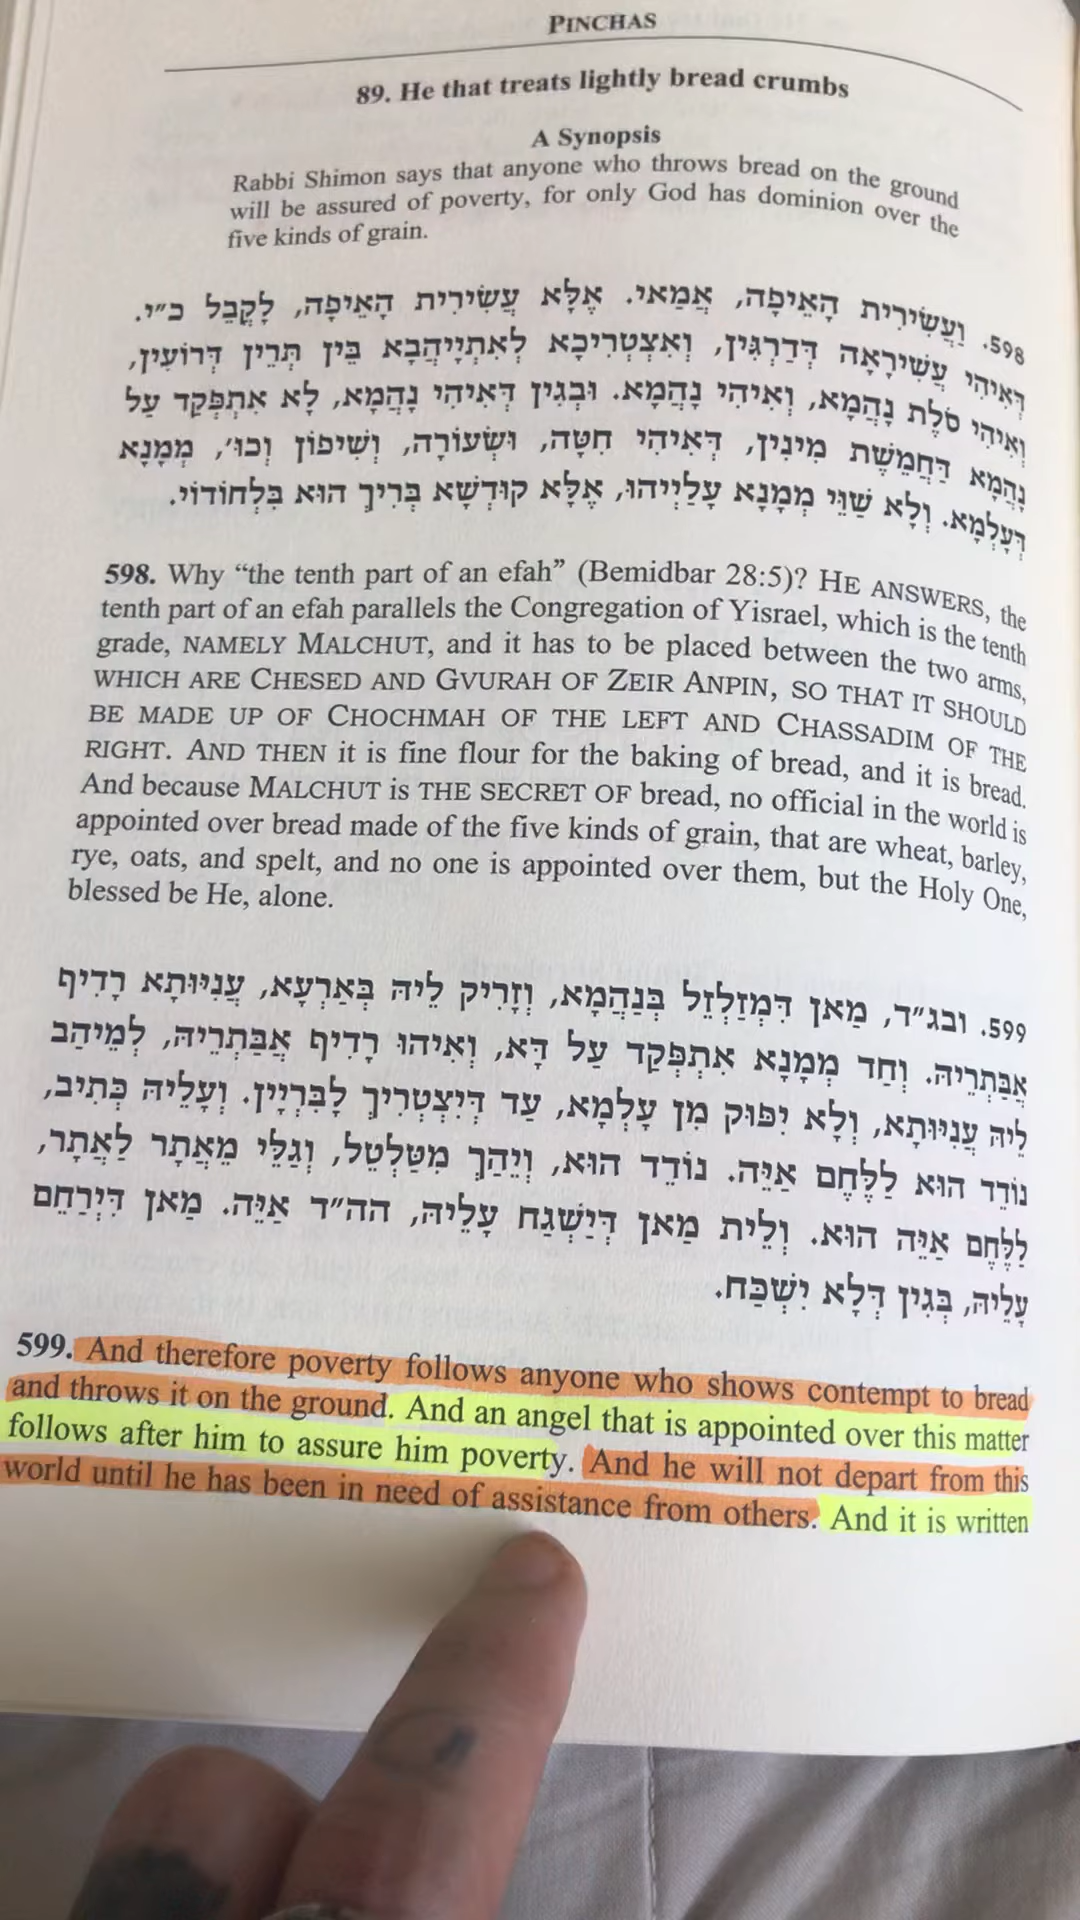 PINCHAS
89. He that treats lightly bread crumbs
A Synopsis
Rabbi Shimon says that anyone who throws bread on the ground
will be assured of poverty, for only God has dominion over the
five kinds of grain.
598. וַעֲשִׂירִית הָאֵיפָה, אֲמַאי. אֶלָּא עֲשִׂירִית הָאֵיפָה, לָקֳבֵל כ״י.
דְּאִיהִי עֲשִׁירָאָה דְּדַרְגִּין, וְאִצְטְרִיכָא לְאִתְיַיהֲבָא בֵּין תְּרֵין דְּרוֹעִין,
וְאִיהִי סֹלֶת נָהֲמָא, וְאִיהִי נָהֲמָא. וּבְגִין דְּאִיהִי נָהֲמָא, לָא אִתְפְּקַד עַל
נָהֲמָא דַּחֲמֵשֶׁת מִינִין, דְּאִיהִי חִטָּה, וּשְׂעוֹרָה, וְשִׁיפוֹן וְכוּ׳, מְמָנָא
דְּעָלְמָא. וְלָא שַׁוֵּי מְמָנָא עָלַיְיהוּ, אֶלָּא קוּדְשָׁא בְּרִיךְ הוּא בִּלְחוֹדוֹי.
598. Why “the tenth part of an efah” (Bemidbar 28:5)? HE ANSWERS, the
tenth part of an efah parallels the Congregation of Yisrael, which is the tenth
grade, NAMELY MALCHUT, and it has to be placed between the two arms,
WHICH ARE CHESED AND GVURAH OF ZEIR ANPIN, SO THAT IT SHOULD
BE MADE UP OF CHOCHMAH OF THE LEFT AND CHASSADIM OF THE
RIGHT. AND THEN it is fine flour for the baking of bread, and it is bread.
And because MALCHUT is THE SECRET OF bread, no official in the world is
appointed over bread made of the five kinds of grain, that are wheat, barley,
rye, oats, and spelt, and no one is appointed over them, but the Holy One,
blessed be He, alone.
599. ובג״ד, מַאן דִּמְזַלְזֵל בְּנַהֲמָא, וְזָרִיק לֵיהּ בְּאַרְעָא, עֲנִיּוּתָא רָדִיף
אֲבַּתְרֵיהּ. וְחַד מְמָנָא אִתְפְּקַד עַל דָּא, וְאִיהוּ רָדִיף אֲבַּתְרֵיהּ, לְמֵיהַב
לֵיהּ עֲנִיּוּתָא, וְלָא יִפּוּק מִן עָלְמָא, עַד דְּיִצְטְרִיךְ לִבְרִיָין. וְעָלֵיהּ כְּתִיב,
נוֹדֵד הוּא לַלֶּחֶם אַיֵּה. נוֹדֵד הוּא, וְיֵהַךְ מִטַּלְטֵל, וְגַלֵּי מֵאֲתָר לַאֲתָר,
לַלֶּחֶם אַיֵּה הוּא. וְלֵית מַאן דְּיַשְׁגַּח עָלֵיהּ, הה״ד אַיֵּה. מַאן דִּירַחֵם
עָלֵיהּ, בְּגִין דְּלָא יִשְׁכַּח.
599. And therefore poverty follows anyone who shows contempt to bread
and throws it on the ground. And an angel that is appointed over this matter
follows after him to assure him poverty. And he will not depart from this
world until he has been in need of assistance from others. And it is written